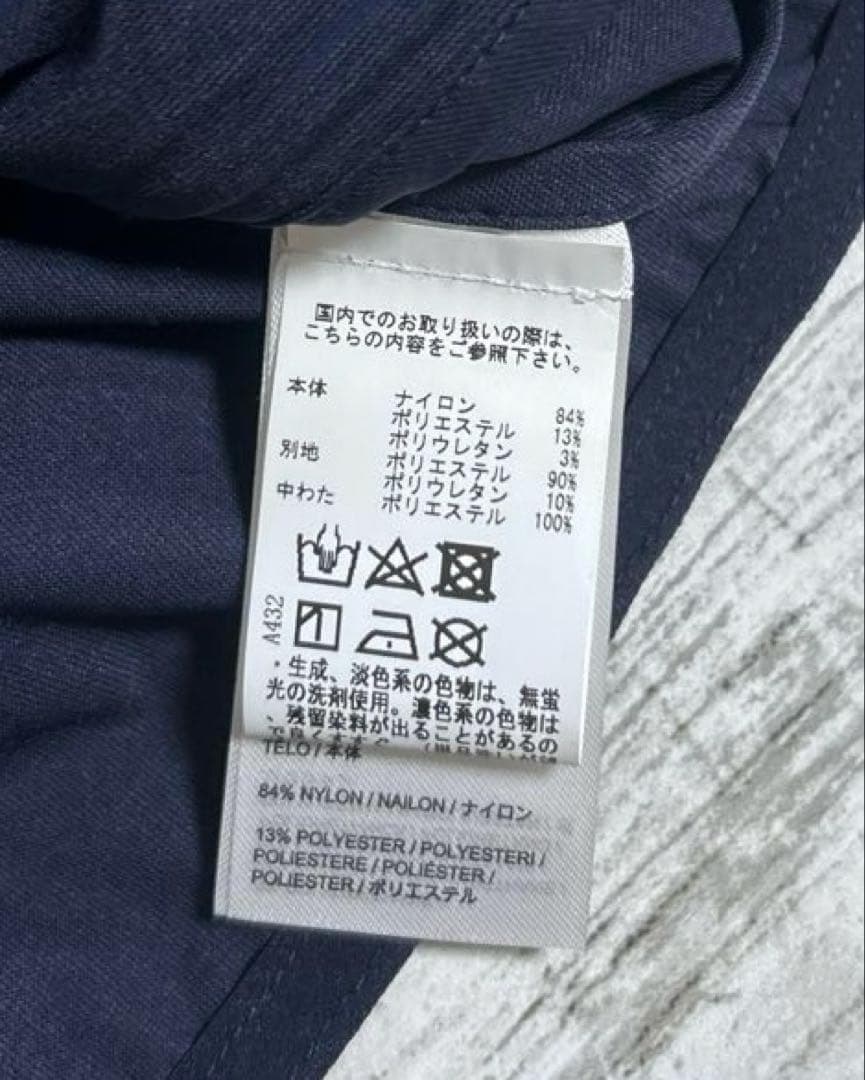 国内でのお取り扱いの際は、
こちらの内容をご参照下さい。
本体 ナイロン 84%
ポリエステル 13%
ポリウレタン 3%
別地 ポリエステル 90%
ポリウレタン 10%
中わた ポリエステル 100%
A432
・生成、淡色系の色物は、無蛍
光の洗剤使用。濃色系の色物は
、残留染料が出ることがあるの
TELO / 本体
84% NYLON / NAILON / ナイロン
13% POLYESTER / POLYESTERI /
POLIESTERE / POLIÉSTER /
POLIESTER / ポリエステル